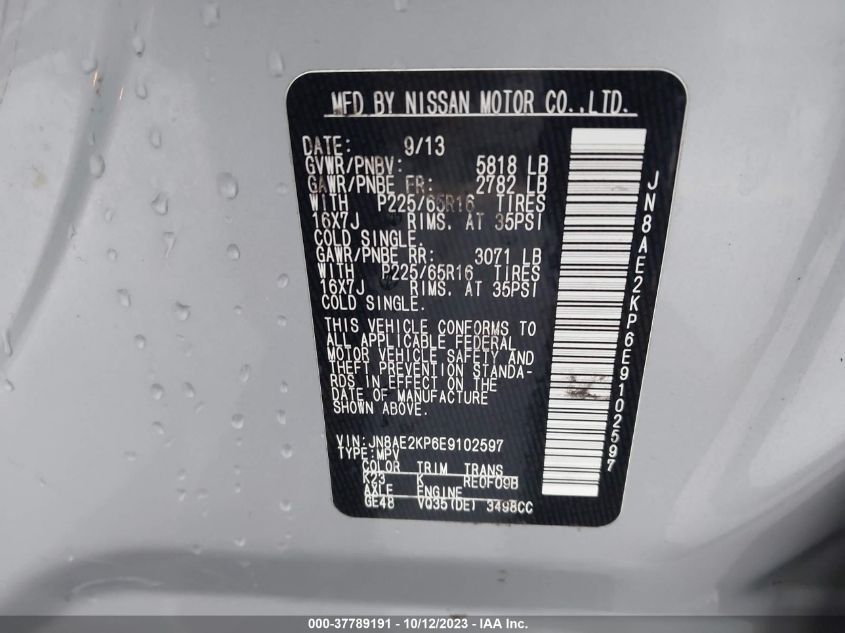 MFD BY NISSAN MOTOR CO.,LTD.
DATE: 9/13
GVWR/PNBV: 5818 LB
GAWR/PNBE FR: 2782 LB
WITH P225/65R16 TIRES
16X7J RIMS. AT 35PSI
COLD SINGLE.
GAWR/PNBE RR: 3071 LB
WITH P225/65R16 TIRES
16X7J RIMS. AT 35PSI
COLD SINGLE.
THIS VEHICLE CONFORMS TO
ALL APPLICABLE FEDERAL
MOTOR VEHICLE SAFETY AND
THEFT PREVENTION STANDA-
RDS IN EFFECT ON THE
DATE OF MANUFACTURE
SHOWN ABOVE.
VIN:JN8AE2KP6E9102597
TYPE:MPV
COLOR TRIM TRANS
K23 K RE0F09B
AXLE ENGINE
GE48 VQ35(DE) 3498CC
JN8AE2KP6E9102597
000-37789191 - 10/12/2023 - IAA Inc.